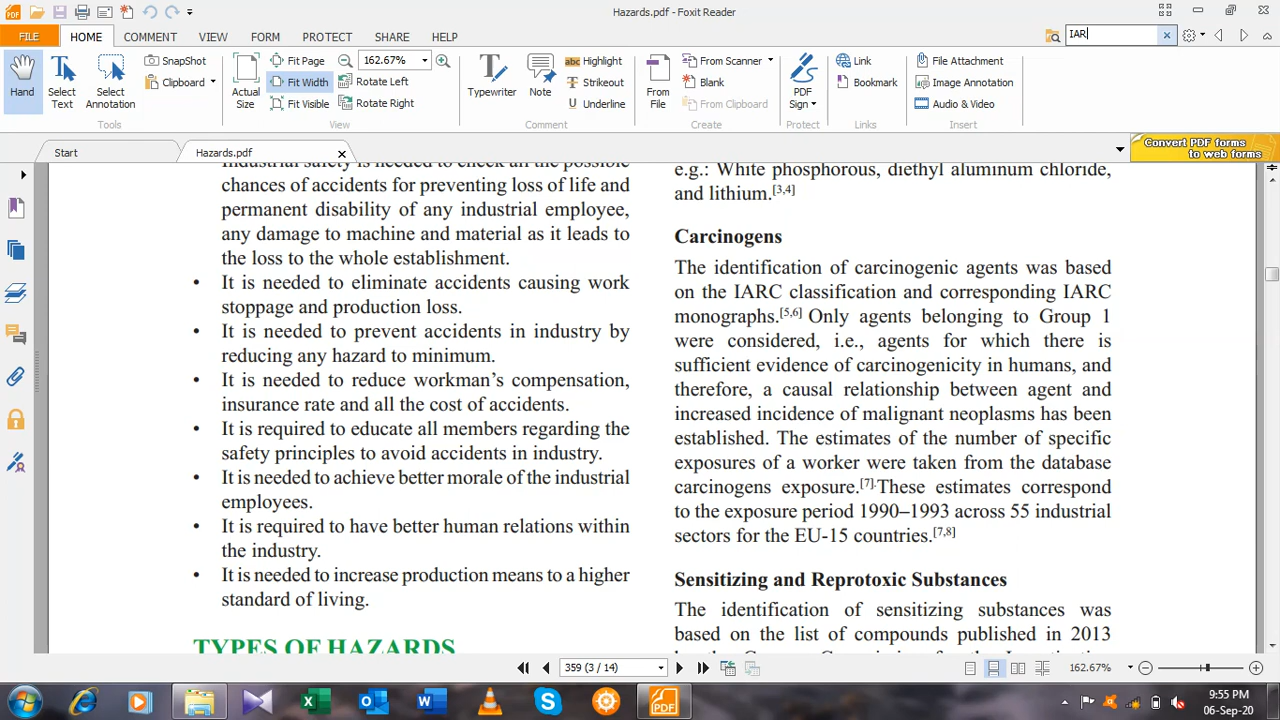 Hazards.pdf - Foxit Reader
FILE
HOME
COMMENT
VIEW
FORM
PROTECT
SHARE
HELP
IAR
Hand
Select Text
Select Annotation
SnapShot
Clipboard
Tools
Actual Size
Fit Page
Fit Width
Fit Visible
162.67%
Rotate Left
Rotate Right
View
Typewriter
Note
Highlight
Strikeout
Underline
Comment
From File
From Scanner
Blank
From Clipboard
Create
PDF Sign
Protect
Link
Bookmark
Links
File Attachment
Image Annotation
Audio & Video
Insert
Start
Hazards.pdf
Convert PDF forms
to web forms
Industrial safety is needed to check all the possible
chances of accidents for preventing loss of life and
permanent disability of any industrial employee,
any damage to machine and material as it leads to
the loss to the whole establishment.
• It is needed to eliminate accidents causing work
stoppage and production loss.
• It is needed to prevent accidents in industry by
reducing any hazard to minimum.
• It is needed to reduce workman's compensation,
insurance rate and all the cost of accidents.
• It is required to educate all members regarding the
safety principles to avoid accidents in industry.
• It is needed to achieve better morale of the industrial
employees.
• It is required to have better human relations within
the industry.
• It is needed to increase production means to a higher
standard of living.
TYPES OF HAZARDS
e.g.: White phosphorous, diethyl aluminum chloride,
and lithium.[3,4]
Carcinogens
The identification of carcinogenic agents was based
on the IARC classification and corresponding IARC
monographs.[5,6] Only agents belonging to Group 1
were considered, i.e., agents for which there is
sufficient evidence of carcinogenicity in humans, and
therefore, a causal relationship between agent and
increased incidence of malignant neoplasms has been
established. The estimates of the number of specific
exposures of a worker were taken from the database
carcinogens exposure.[7] These estimates correspond
to the exposure period 1990–1993 across 55 industrial
sectors for the EU-15 countries.[7,8]
Sensitizing and Reprotoxic Substances
The identification of sensitizing substances was
based on the list of compounds published in 2013
359 (3 / 14)
162.67%
9:55 PM
06-Sep-20